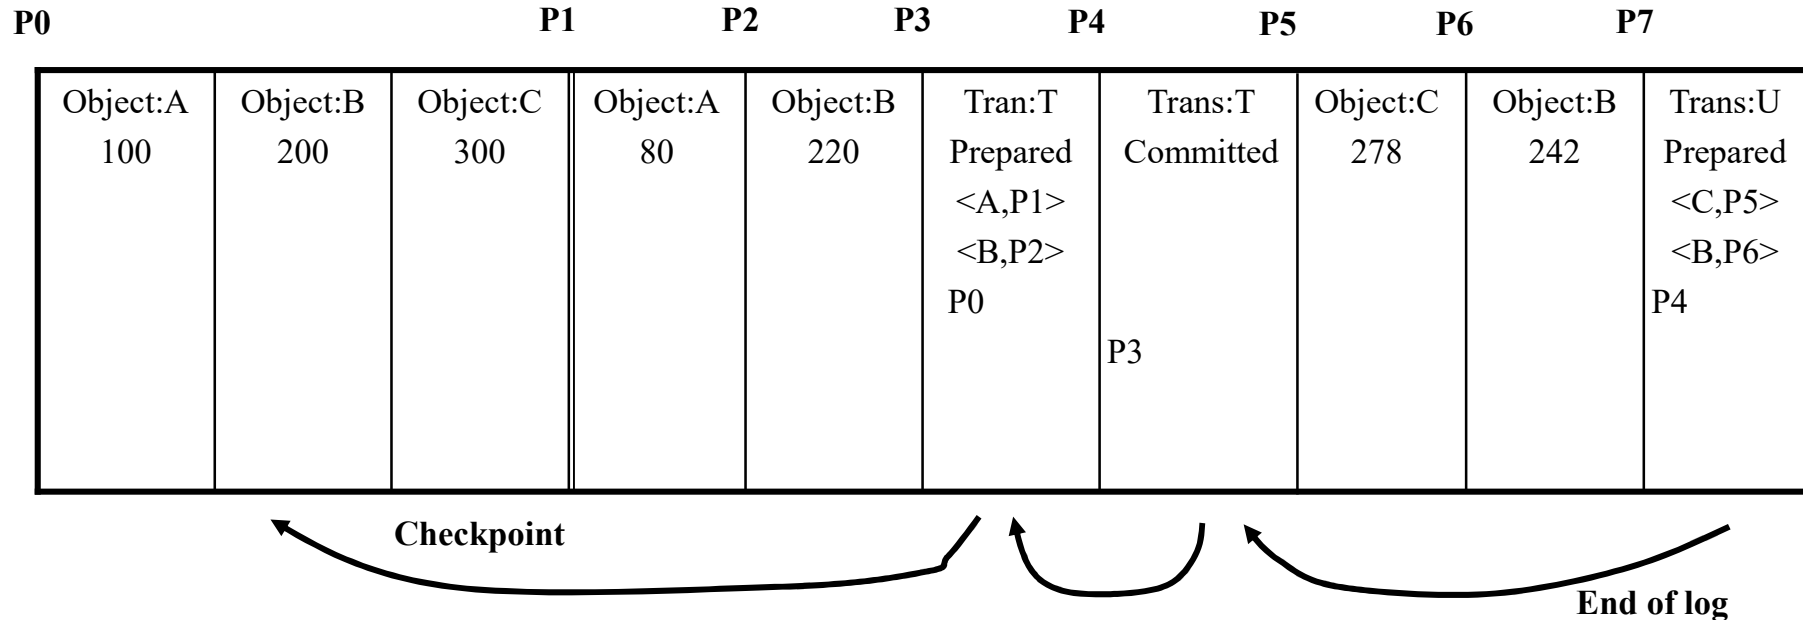 P0 P1 P2 P3 P4 P5 P6 P7
Object:A Object:B Object:C Object:A Object:B Tran:T Trans:T Object:C Object:B Trans:U
100 200 300 80 220 Prepared Committed 278 242 Prepared
<A,P1> <C,P5>
<B,P2> <B,P6>
P0 P4
P3
Checkpoint
End of log